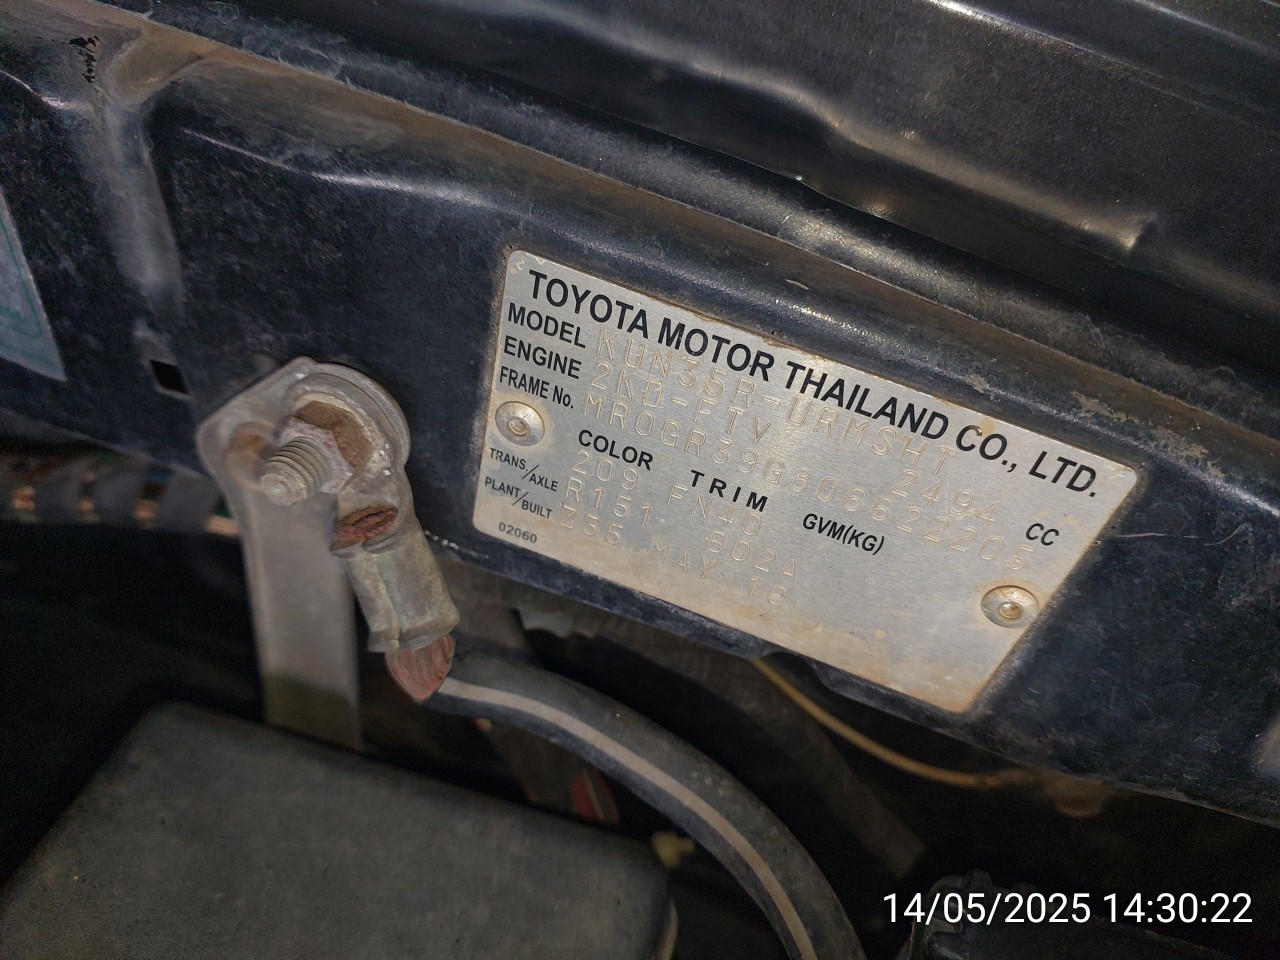 TOYOTA MOTOR THAILAND CO., LTD.
MODEL KUN35R-URMSHT
ENGINE 2KD-FTV 2494 CC
FRAME No. MR0GR39G806622205
COLOR TRIM GVM(KG)
209 FN40
TRANS/AXLE R151 B02A
PLANT/BUILT Z35 MAY.16
02060
14/05/2025 14:30:22